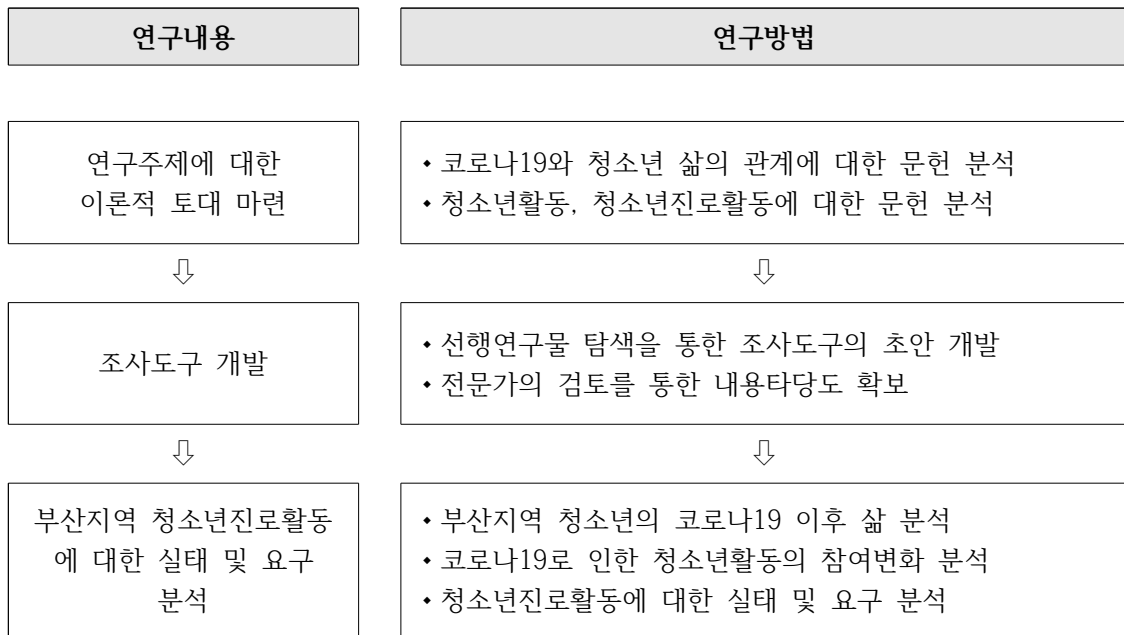 연구내용
연구방법
연구주제에 대한
이론적 토대 마련
• 코로나19와 청소년 삶의 관계에 대한 문헌 분석
• 청소년활동, 청소년진로활동에 대한 문헌 분석
⇩
⇩
조사도구 개발
• 선행연구물 탐색을 통한 조사도구의 초안 개발
• 전문가의 검토를 통한 내용타당도 확보
⇩
⇩
부산지역 청소년진로활동
에 대한 실태 및 요구
분석
• 부산지역 청소년의 코로나19 이후 삶 분석
• 코로나19로 인한 청소년활동의 참여변화 분석
• 청소년진로활동에 대한 실태 및 요구 분석